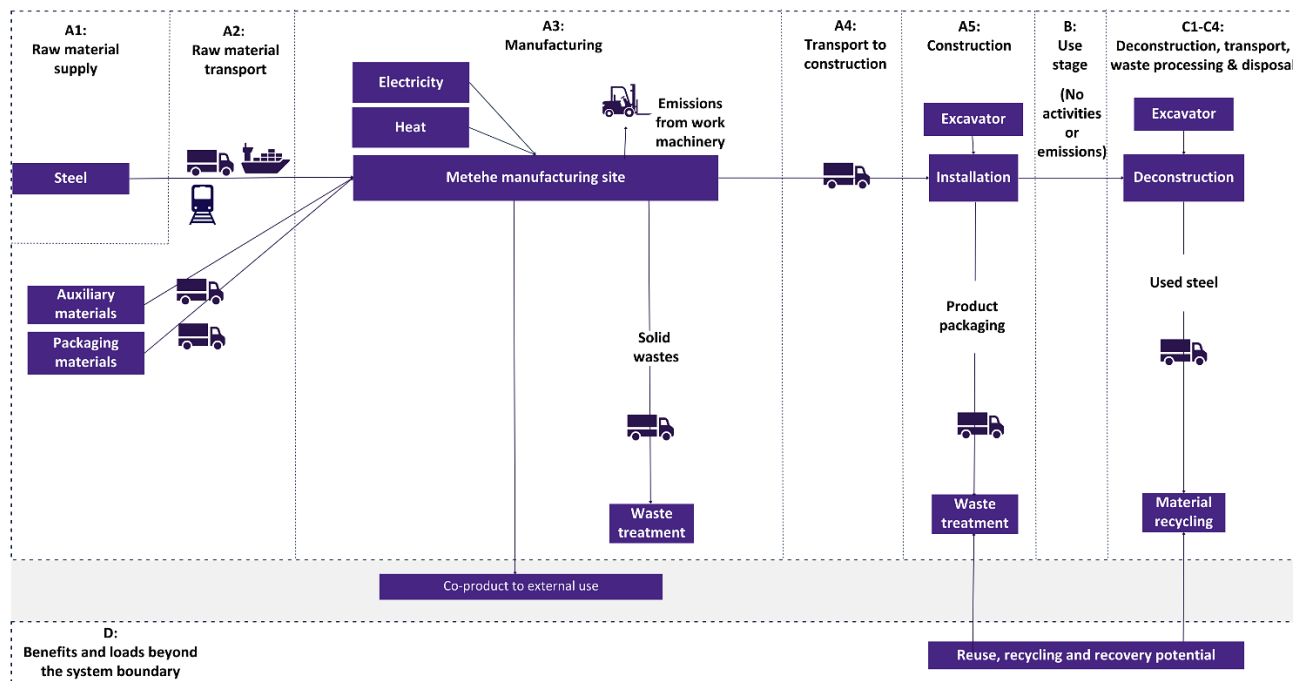 A1:
Raw material
supply
A2:
Raw material
transport
A3:
Manufacturing
A4:
Transport to
construction
A5:
Construction
B:
Use
stage
(No
activities or
emissions)
C1-C4:
Deconstruction, transport,
waste processing & disposal
Electricity
Heat
Emissions
from work
machinery
Excavator
Excavator
Steel
Metehe manufacturing site
Installation
Deconstruction
Auxiliary
materials
Packaging
materials
Solid
wastes
Product
packaging
Used steel
Waste
treatment
Waste
treatment
Material
recycling
Co-product to external use
D:
Benefits and loads beyond
the system boundary
Reuse, recycling and recovery potential